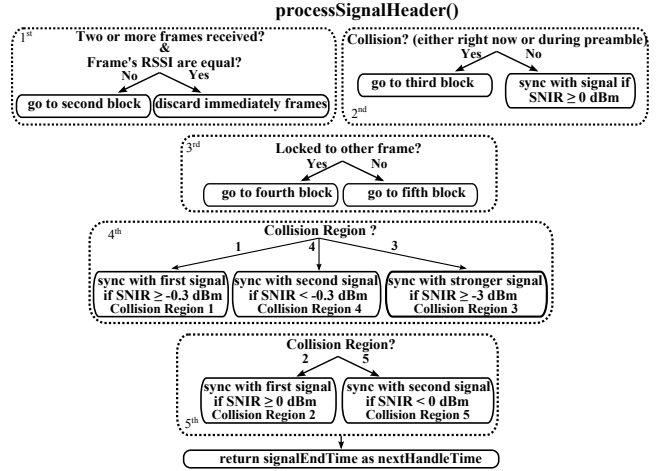 processSignalHeader()
1st
Two or more frames received?
&
Frame's RSSI are equal?
No Yes
go to second block
discard immediately frames
Collision? (either right now or during preamble)
Yes No
go to third block
sync with signal if
SNIR ≥ 0 dBm
2nd
3rd
Locked to other frame?
Yes No
go to fourth block
go to fifth block
4th
Collision Region ?
1 4 3
sync with first signal
if SNIR ≥ -0.3 dBm
Collision Region 1
sync with second signal
if SNIR < -0.3 dBm
Collision Region 4
sync with stronger signal
if SNIR ≥ -3 dBm
Collision Region 3
Collision Region?
2 5
sync with first signal
if SNIR ≥ 0 dBm
Collision Region 2
sync with second signal
if SNIR < 0 dBm
Collision Region 5
5th
return signalEndTime as nextHandleTime